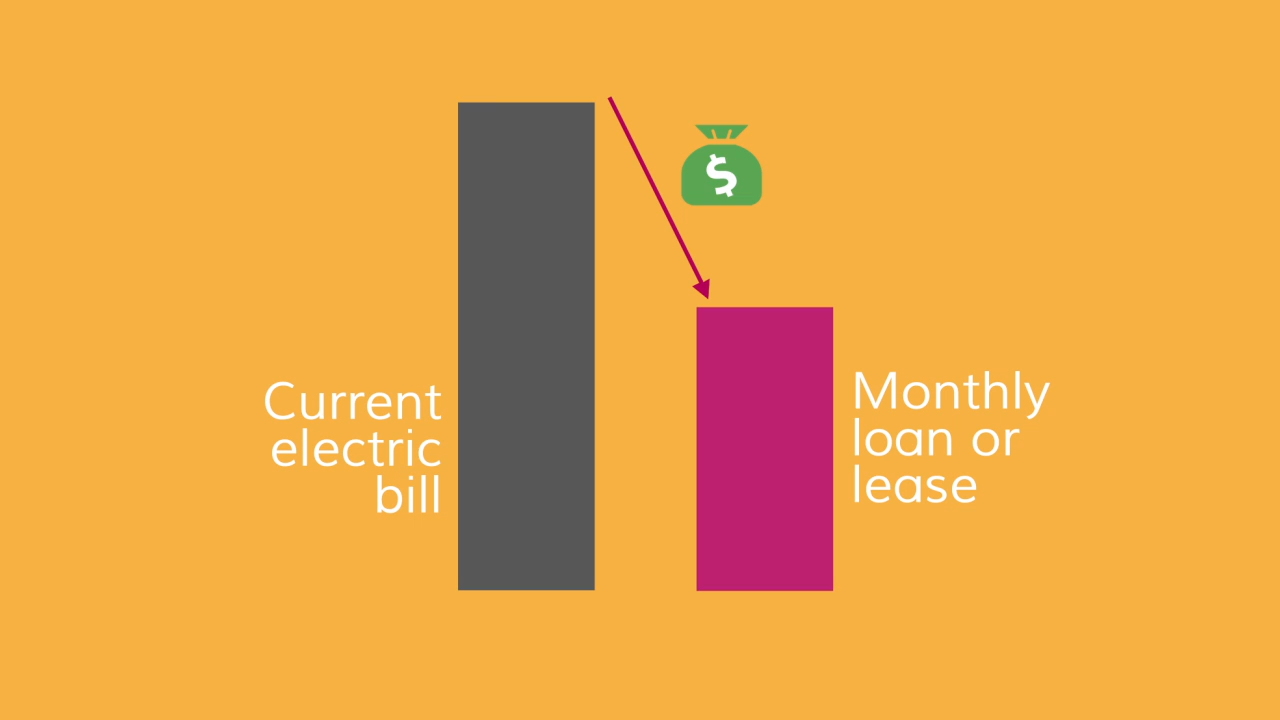 Current
electric
bill
$
Monthly
loan or
lease